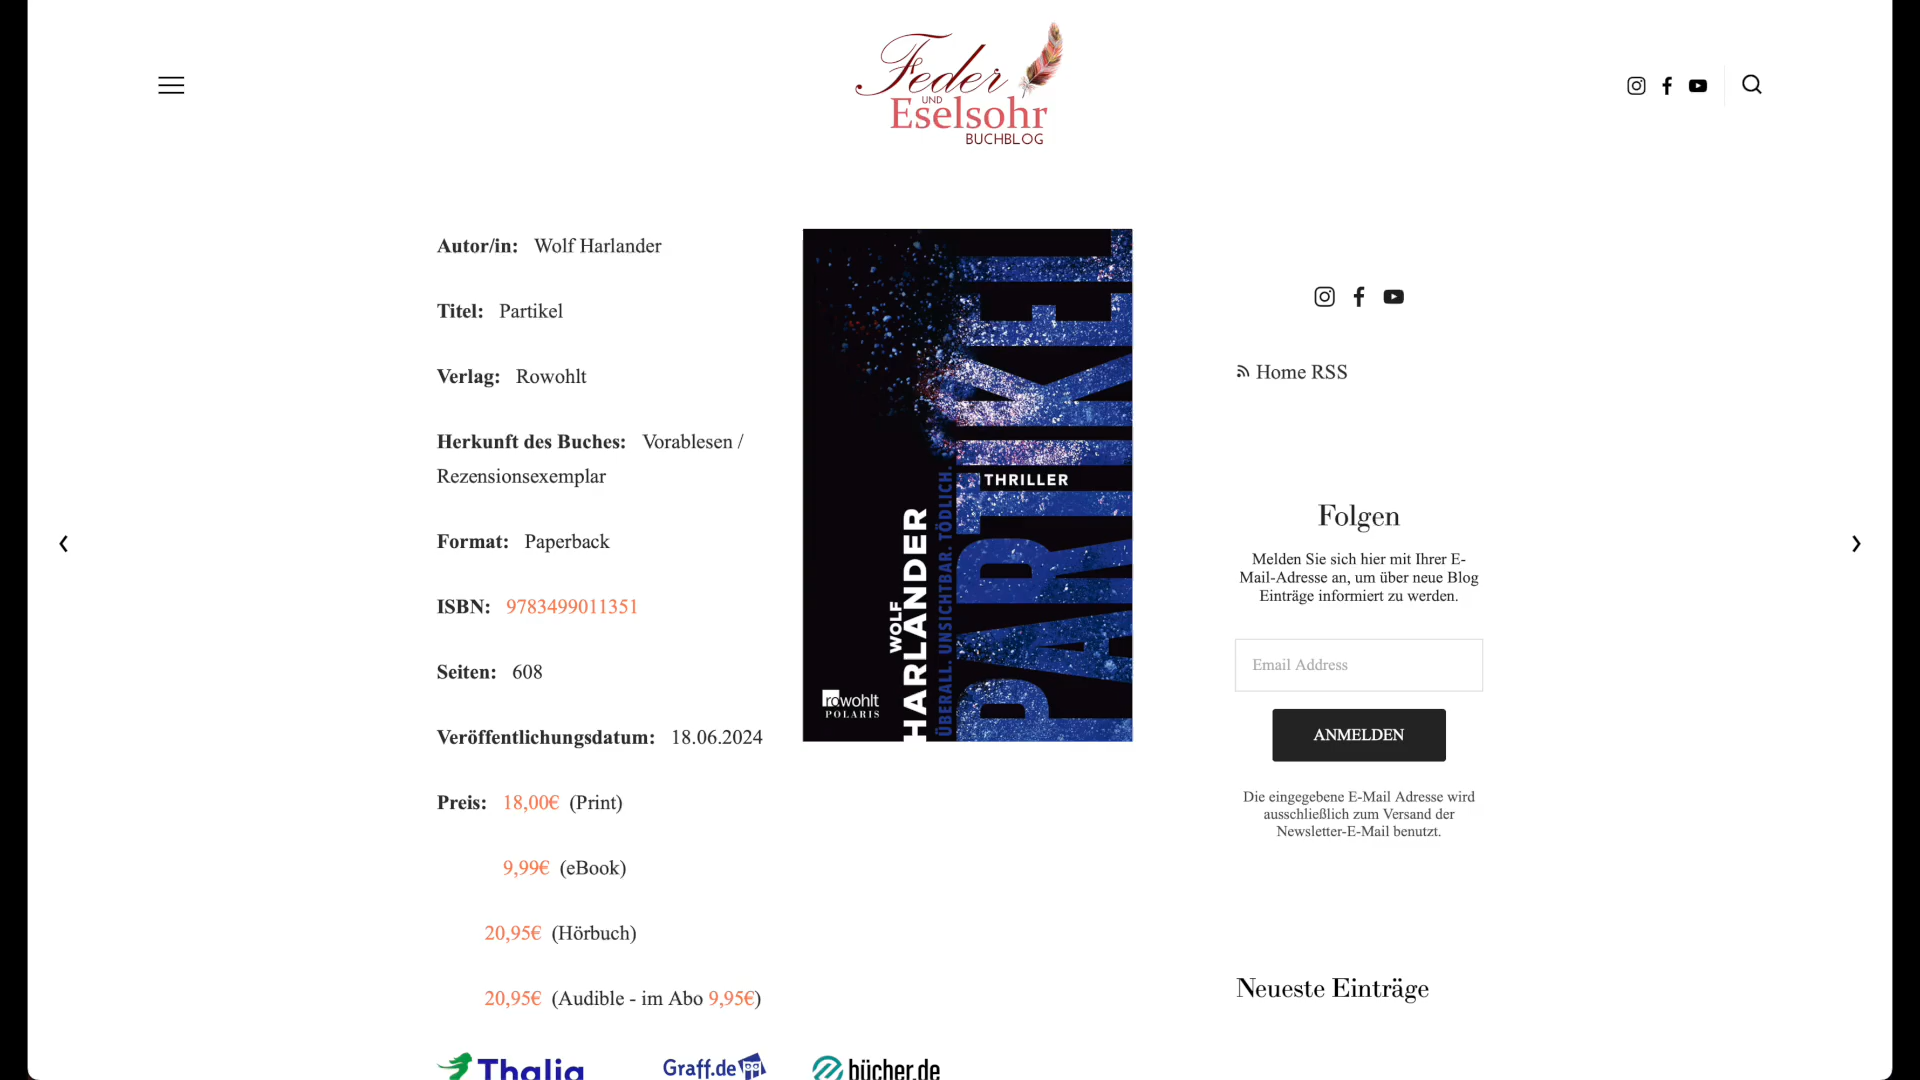 Feder
UND
Eselsohr
BUCHBLOG
Autor/in: Wolf Harlander
Titel: Partikel
Verlag: Rowohlt
Herkunft des Buches: Vorablesen /
Rezensionsexemplar
Format: Paperback
ISBN: 9783499011351
Seiten: 608
Veröffentlichungsdatum: 18.06.2024
Preis: 18,00€ (Print)
9,99€ (eBook)
20,95€ (Hörbuch)
20,95€ (Audible - im Abo 9,95€)
Thalia
Graff.de
bücher.de
WOLF
HARLANDER
ÜBERALL. UNSICHTBAR. TÖDLICH.
PARTIKEL
THRILLER
rowohlt
POLARIS
Home RSS
Folgen
Melden Sie sich hier mit Ihrer E-
Mail-Adresse an, um über neue Blog
Einträge informiert zu werden.
Email Address
ANMELDEN
Die eingegebene E-Mail Adresse wird
ausschließlich zum Versand der
Newsletter-E-Mail benutzt.
Neueste Einträge